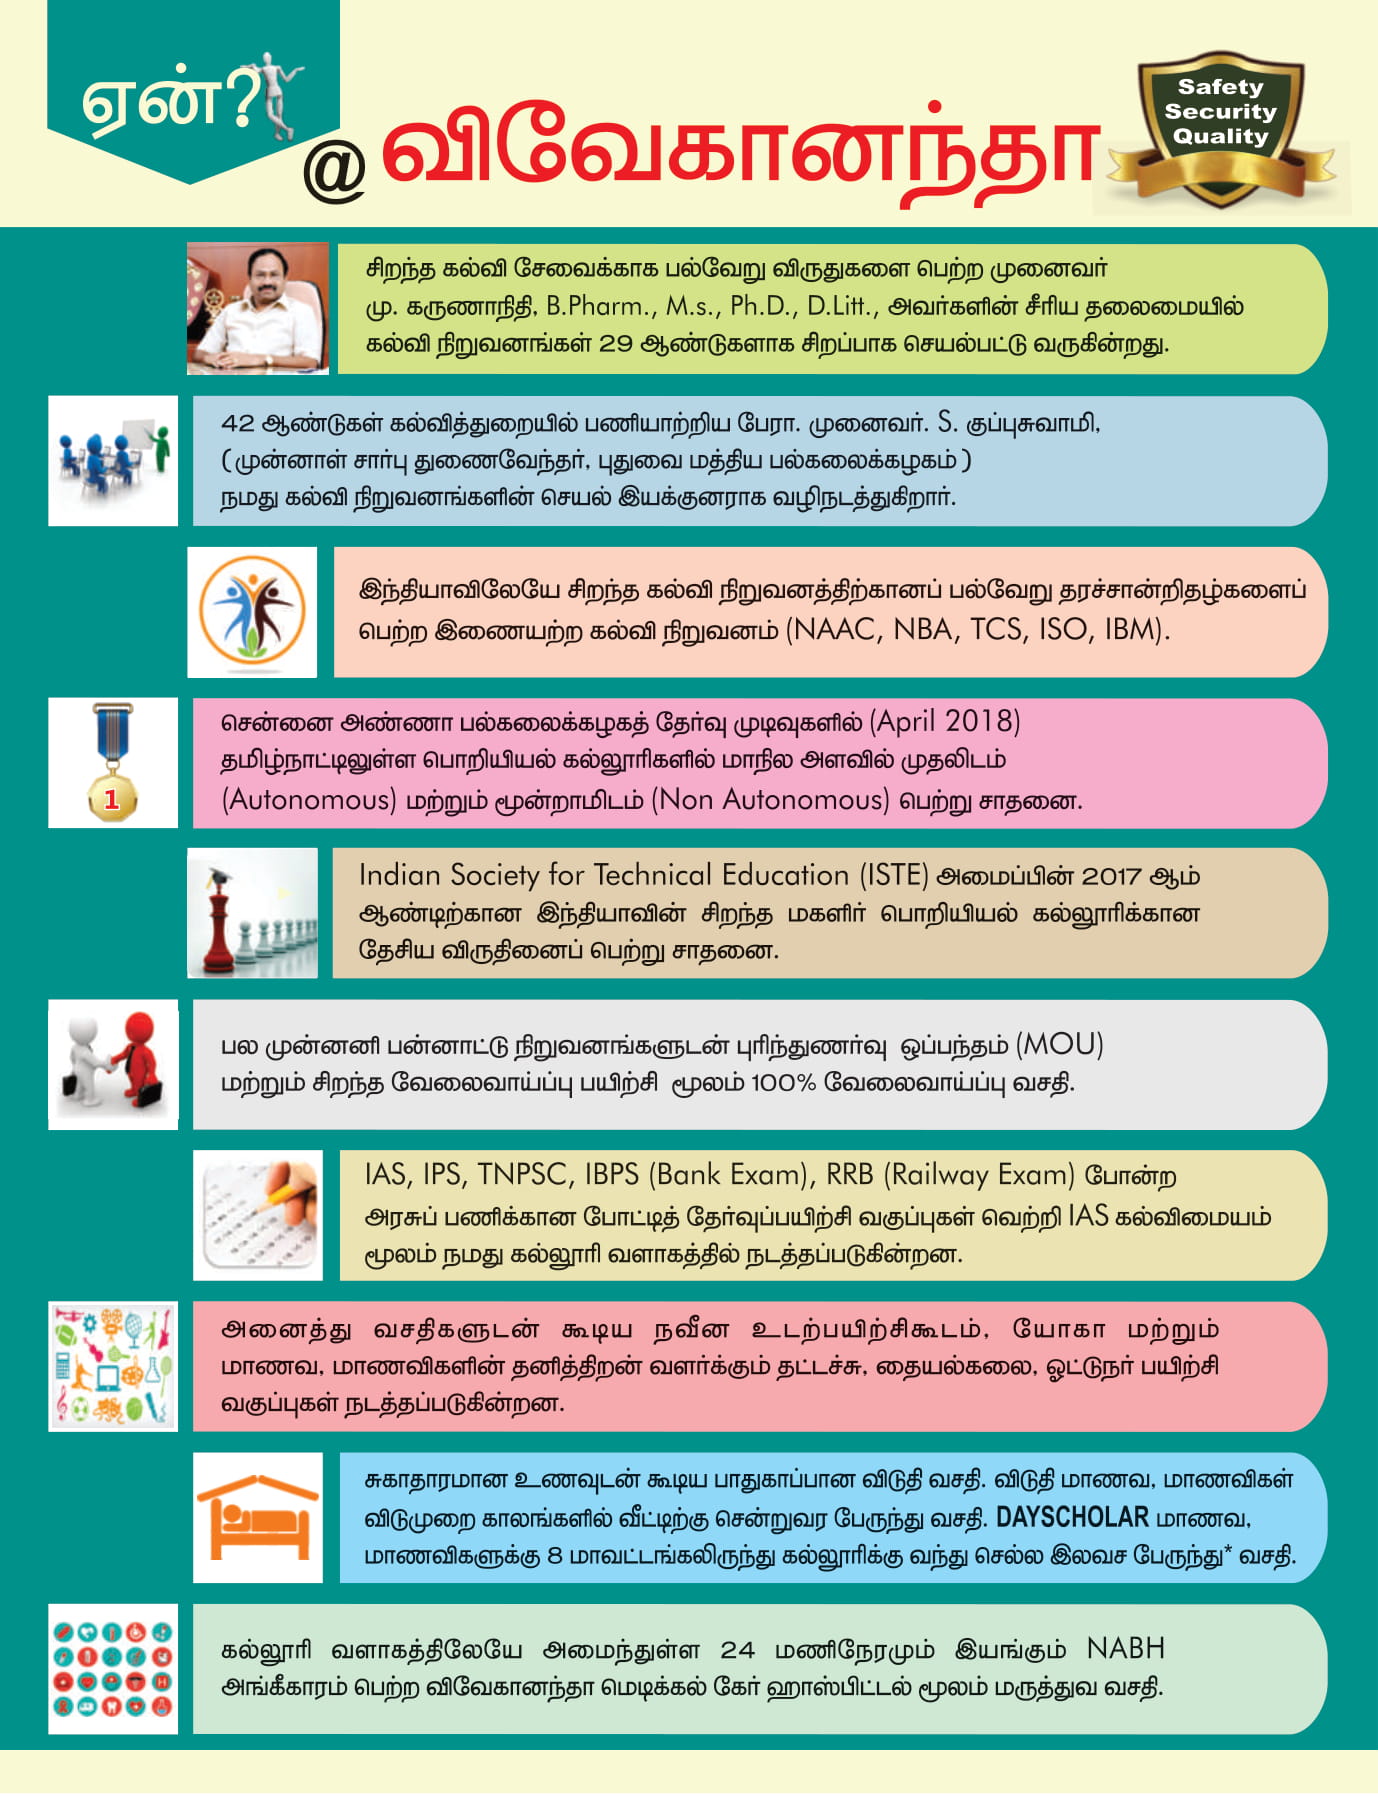 ஏன்?
@ விவேகானந்தா
Safety
Security
Quality
சிறந்த கல்வி சேவைக்காக பல்வேறு விருதுகளை பெற்ற முனைவர்
மு. கருணாநிதி, B.Pharm., M.s., Ph.D., D.Litt., அவர்களின் சீரிய தலைமையில்
கல்வி நிறுவனங்கள் 29 ஆண்டுகளாக சிறப்பாக செயல்பட்டு வருகின்றது.
42 ஆண்டுகள் கல்வித்துறையில் பணியாற்றிய பேரா. முனைவர். S. குப்புசுவாமி,
(முன்னாள் சார்பு துணைவேந்தர், புதுவை மத்திய பல்கலைக்கழகம் )
நமது கல்வி நிறுவனங்களின் செயல் இயக்குனராக வழிநடத்துகிறார்.
இந்தியாவிலேயே சிறந்த கல்வி நிறுவனத்திற்கானப் பல்வேறு தரச்சான்றிதழ்களைப்
பெற்ற இணையற்ற கல்வி நிறுவனம் (NAAC, NBA, TCS, ISO, IBM).
1
சென்னை அண்ணா பல்கலைக்கழகத் தேர்வு முடிவுகளில் (April 2018)
தமிழ்நாட்டிலுள்ள பொறியியல் கல்லூரிகளில் மாநில அளவில் முதலிடம்
(Autonomous) மற்றும் மூன்றாமிடம் (Non Autonomous) பெற்று சாதனை.
Indian Society for Technical Education (ISTE) அமைப்பின் 2017 ஆம்
ஆண்டிற்கான இந்தியாவின் சிறந்த மகளிர் பொறியியல் கல்லூரிக்கான
தேசிய விருதினைப் பெற்று சாதனை.
பல முன்னனி பன்னாட்டு நிறுவனங்களுடன் புரிந்துணர்வு ஒப்பந்தம் (MOU)
மற்றும் சிறந்த வேலைவாய்ப்பு பயிற்சி மூலம் 100% வேலைவாய்ப்பு வசதி.
IAS, IPS, TNPSC, IBPS (Bank Exam), RRB (Railway Exam) போன்ற
அரசுப் பணிக்கான போட்டித் தேர்வுப்பயிற்சி வகுப்புகள் வெற்றி IAS கல்விமையம்
மூலம் நமது கல்லூரி வளாகத்தில் நடத்தப்படுகின்றன.
அனைத்து வசதிகளுடன் கூடிய நவீன உடற்பயிற்சிகூடம், யோகா மற்றும்
மாணவ, மாணவிகளின் தனித்திறன் வளர்க்கும் தட்டச்சு, தையல்கலை, ஓட்டுநர் பயிற்சி
வகுப்புகள் நடத்தப்படுகின்றன.
சுகாதாரமான உணவுடன் கூடிய பாதுகாப்பான விடுதி வசதி. விடுதி மாணவ, மாணவிகள்
விடுமுறை காலங்களில் வீட்டிற்கு சென்றுவர பேருந்து வசதி. DAYSCHOLAR மாணவ,
மாணவிகளுக்கு 8 மாவட்டங்கலிருந்து கல்லூரிக்கு வந்து செல்ல இலவச பேருந்து* வசதி.
கல்லூரி வளாகத்திலேயே அமைந்துள்ள 24 மணிநேரமும் இயங்கும் NABH
அங்கீகாரம் பெற்ற விவேகானந்தா மெடிக்கல் கேர் ஹாஸ்பிட்டல் மூலம் மருத்துவ வசதி.